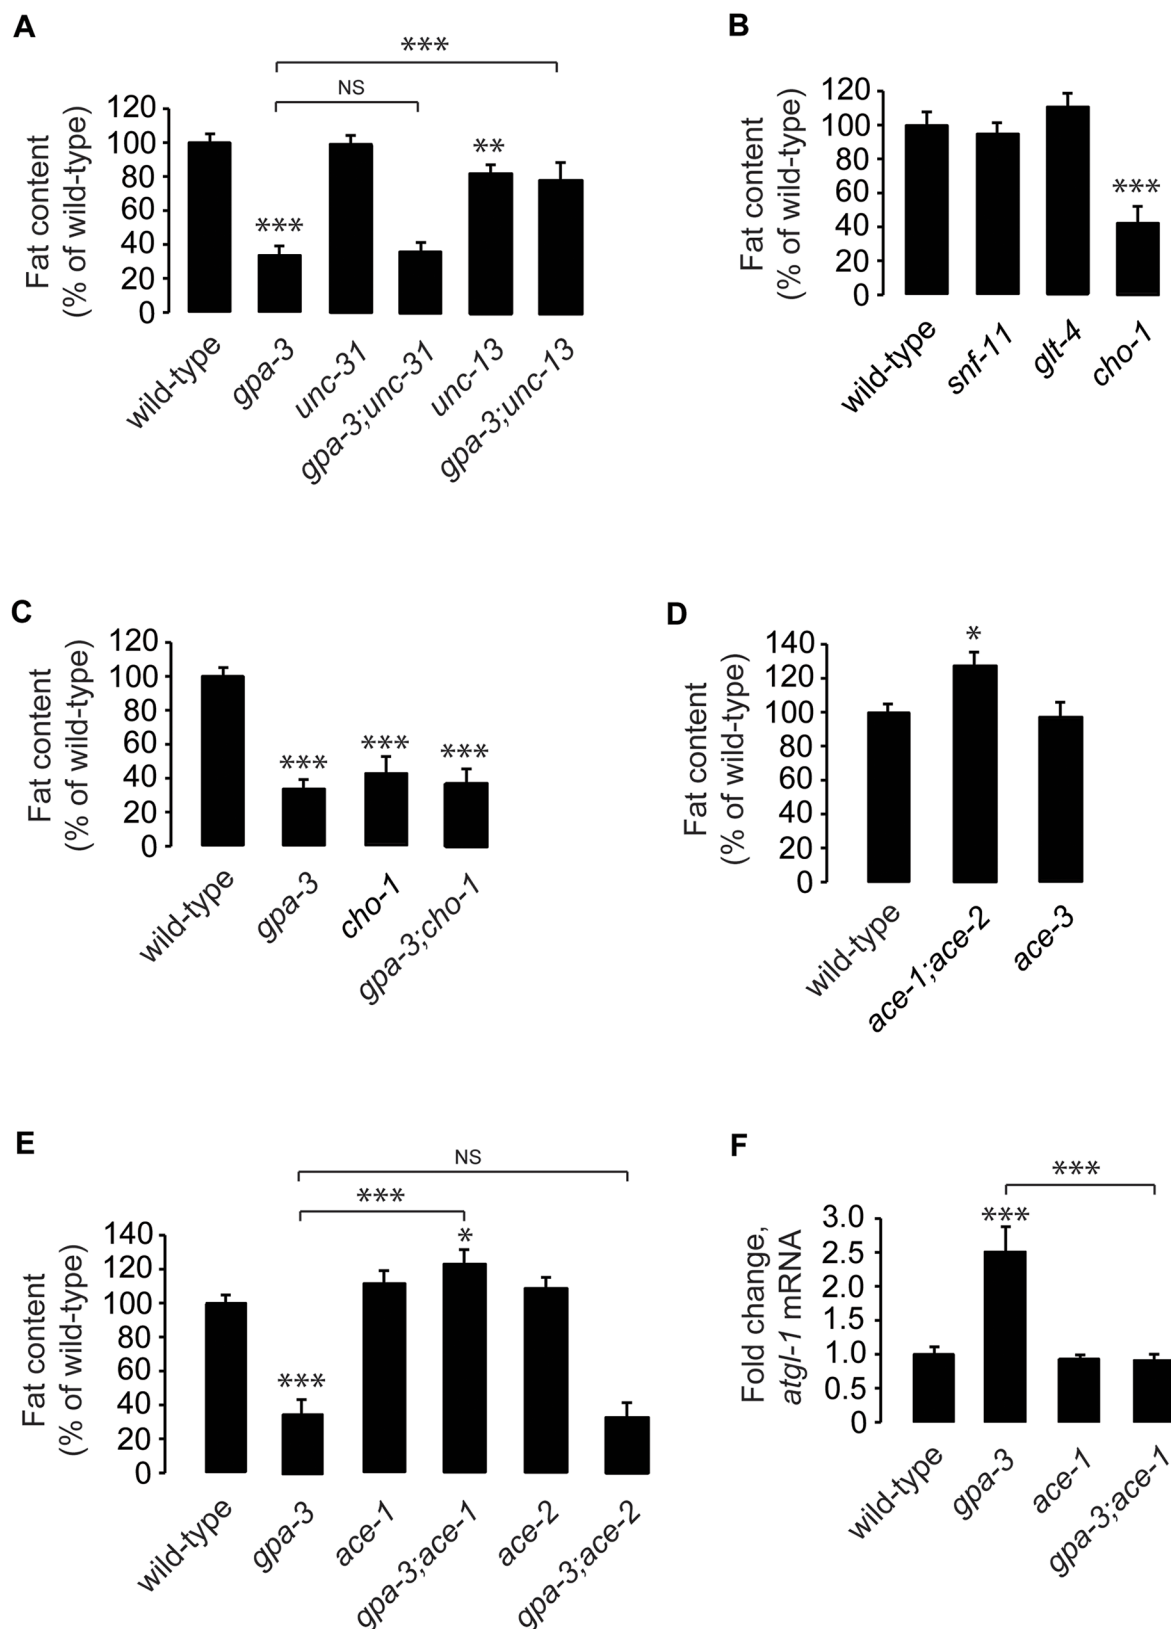 A
***
NS
Fat content
(% of wild-type)
120
100
80
60
40
20
0
***
**
wild-type
gpa-3
unc-31
gpa-3;unc-31
unc-13
gpa-3;unc-13
B
Fat content
(% of wild-type)
120
100
80
60
40
20
0
***
wild-type
snf-11
glt-4
cho-1
C
Fat content
(% of wild-type)
120
100
80
60
40
20
0
***
***
***
wild-type
gpa-3
cho-1
gpa-3;cho-1
D
Fat content
(% of wild-type)
140
120
100
80
60
40
20
0
*
wild-type
ace-1;ace-2
ace-3
E
NS
***
Fat content
(% of wild-type)
140
120
100
80
60
40
20
0
***
*
wild-type
gpa-3
ace-1
gpa-3;ace-1
ace-2
gpa-3;ace-2
F
***
Fold change,
atgl-1 mRNA
3.0
2.5
2.0
1.5
1.0
0.5
0
***
wild-type
gpa-3
ace-1
gpa-3;ace-1